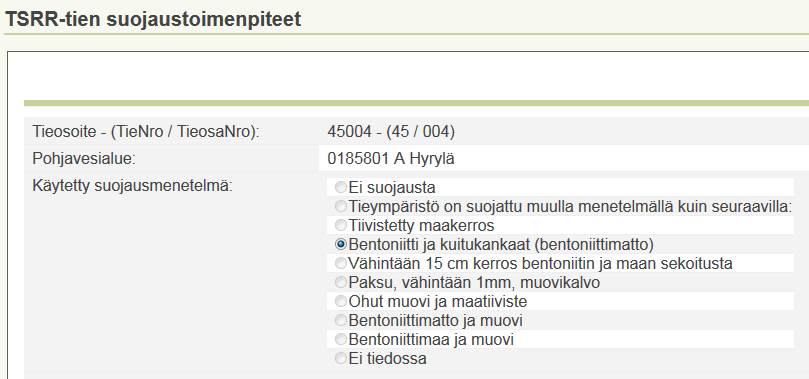 TSRR-tien suojaustoimenpiteet
Tieosoite - (TieNro / TieosaNro): 45004 - (45 / 004)
Pohjavesialue: 0185801 A Hyrylä
Käytetty suojausmenetelmä:
Ei suojausta
Tieympäristö on suojattu muulla menetelmällä kuin seuraavilla:
Tiivistetty maakerros
Bentoniitti ja kuitukankaat (bentoniittimatto)
Vähintään 15 cm kerros bentoniitin ja maan sekoitusta
Paksu, vähintään 1mm, muovikalvo
Ohut muovi ja maatiiviste
Bentoniittimatto ja muovi
Bentoniittimaa ja muovi
Ei tiedossa